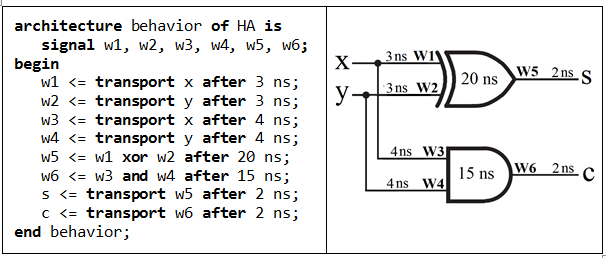 architecture behavior of HA is
signal w1, w2, w3, w4, w5, w6;
begin
w1 <= transport x after 3 ns;
w2 <= transport y after 3 ns;
w3 <= transport x after 4 ns;
w4 <= transport y after 4 ns;
w5 <= w1 xor w2 after 20 ns;
w6 <= w3 and w4 after 15 ns;
s <= transport w5 after 2 ns;
c <= transport w6 after 2 ns;
end behavior;
X 3ns W1
y 3ns W2
20 ns
W5 2ns S
4ns W3
4ns W4
15 ns
W6 2ns C